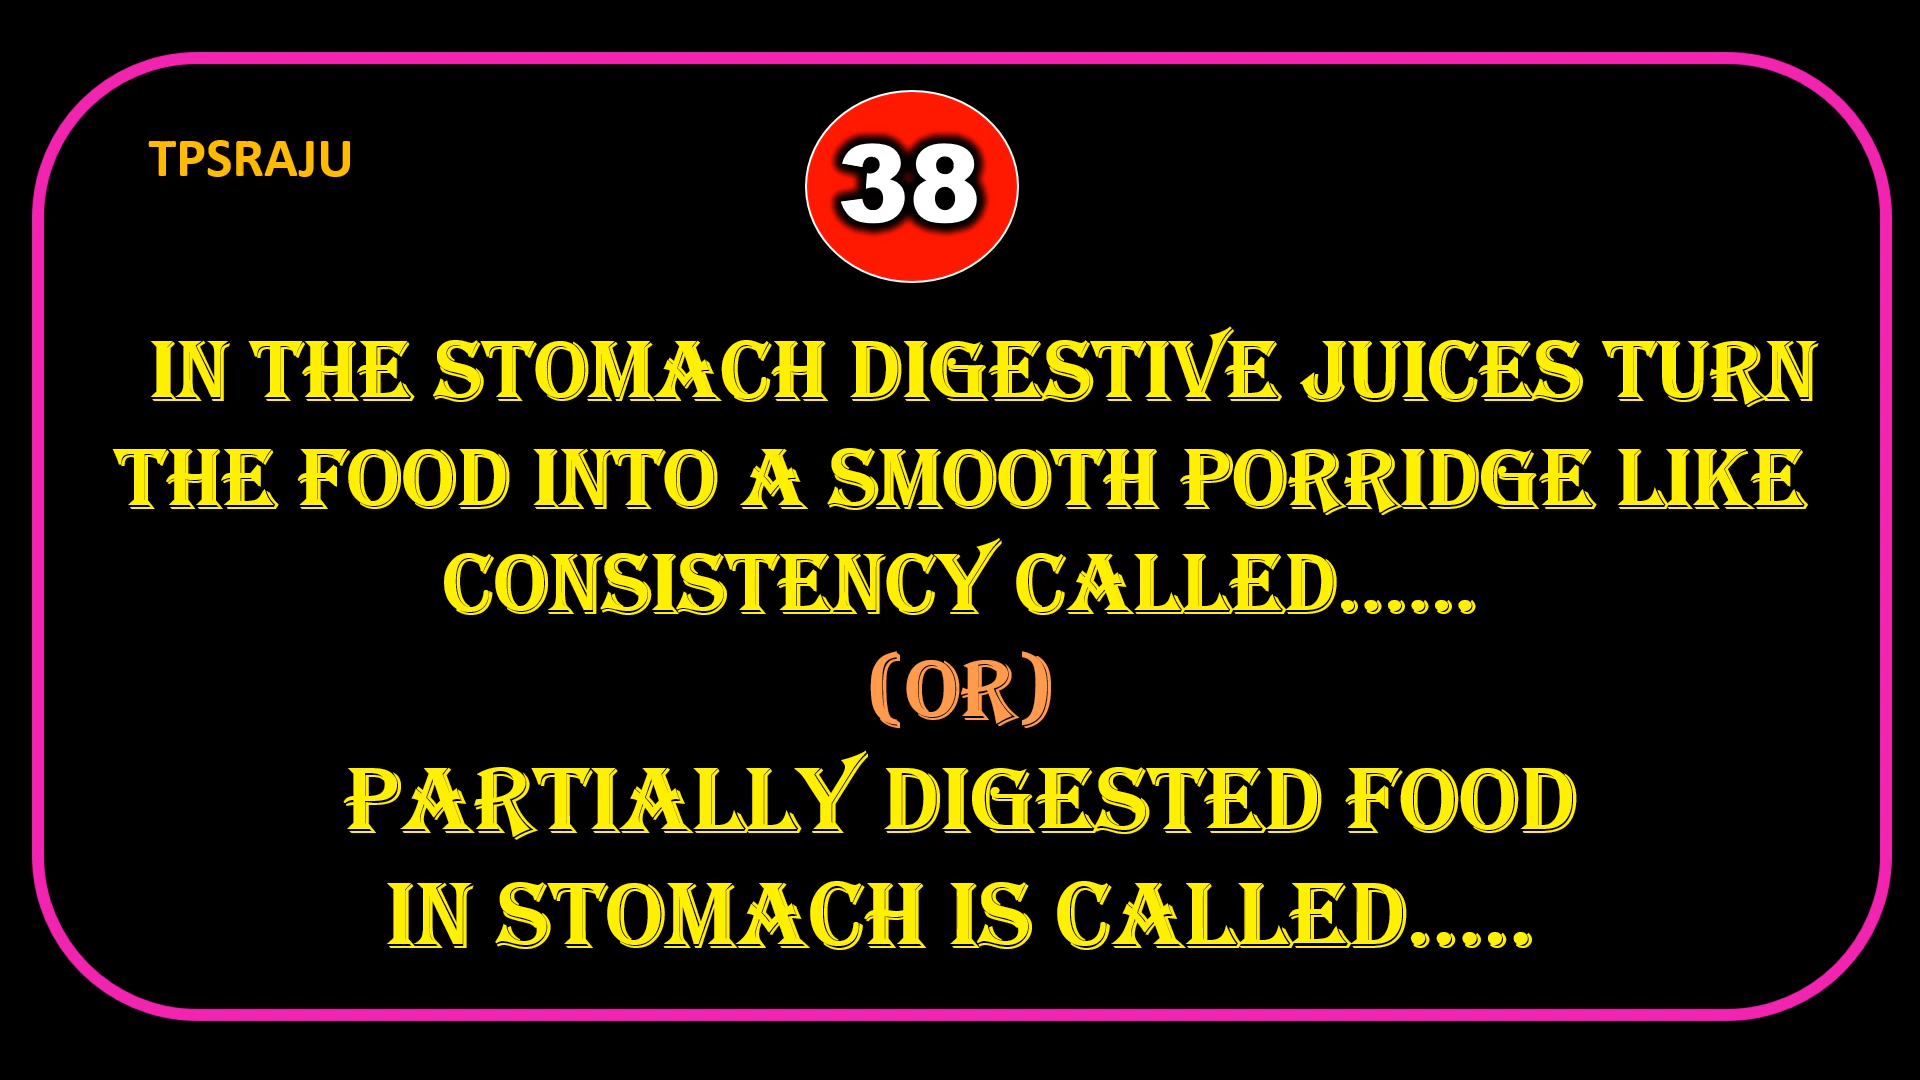 TPSRAJU
38
IN THE STOMACH DIGESTIVE JUICES TURN
THE FOOD INTO A SMOOTH PORRIDGE LIKE
CONSISTENCY CALLED......
(OR)
PARTIALLY DIGESTED FOOD
IN STOMACH IS CALLED.....